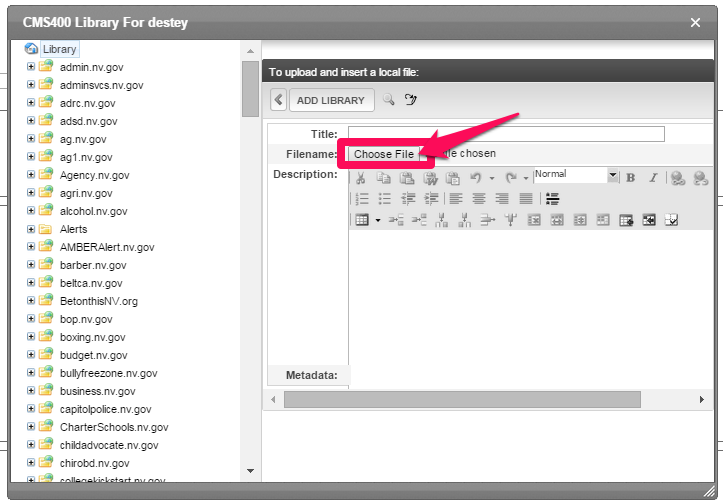 CMS400 Library For destey
Library
admin.nv.gov
adminsvcs.nv.gov
adrc.nv.gov
adsd.nv.gov
ag.nv.gov
ag1.nv.gov
Agency.nv.gov
agri.nv.gov
alcohol.nv.gov
Alerts
AMBERAlert.nv.gov
barber.nv.gov
beltca.nv.gov
BetonthisNV.org
bop.nv.gov
boxing.nv.gov
budget.nv.gov
bullyfreezone.nv.gov
business.nv.gov
capitolpolice.nv.gov
CharterSchools.nv.gov
childadvocate.nv.gov
chirobd.nv.gov
collegekickstart.nv.gov
To upload and insert a local file:
ADD LIBRARY
Title:
Filename: Choose File chosen
Description: Normal B I
Metadata: